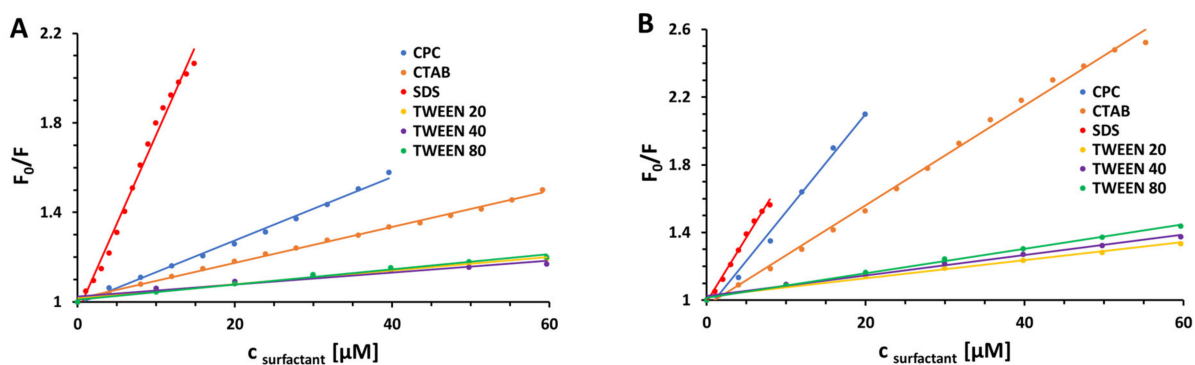 A
2.2
1.8
1.4
1
F0/F
0
20
40
60
c surfactant [µM]
CPC
CTAB
SDS
TWEEN 20
TWEEN 40
TWEEN 80
B
2.6
2.2
1.8
1.4
1
F0/F
0
20
40
60
c surfactant [µM]
CPC
CTAB
SDS
TWEEN 20
TWEEN 40
TWEEN 80